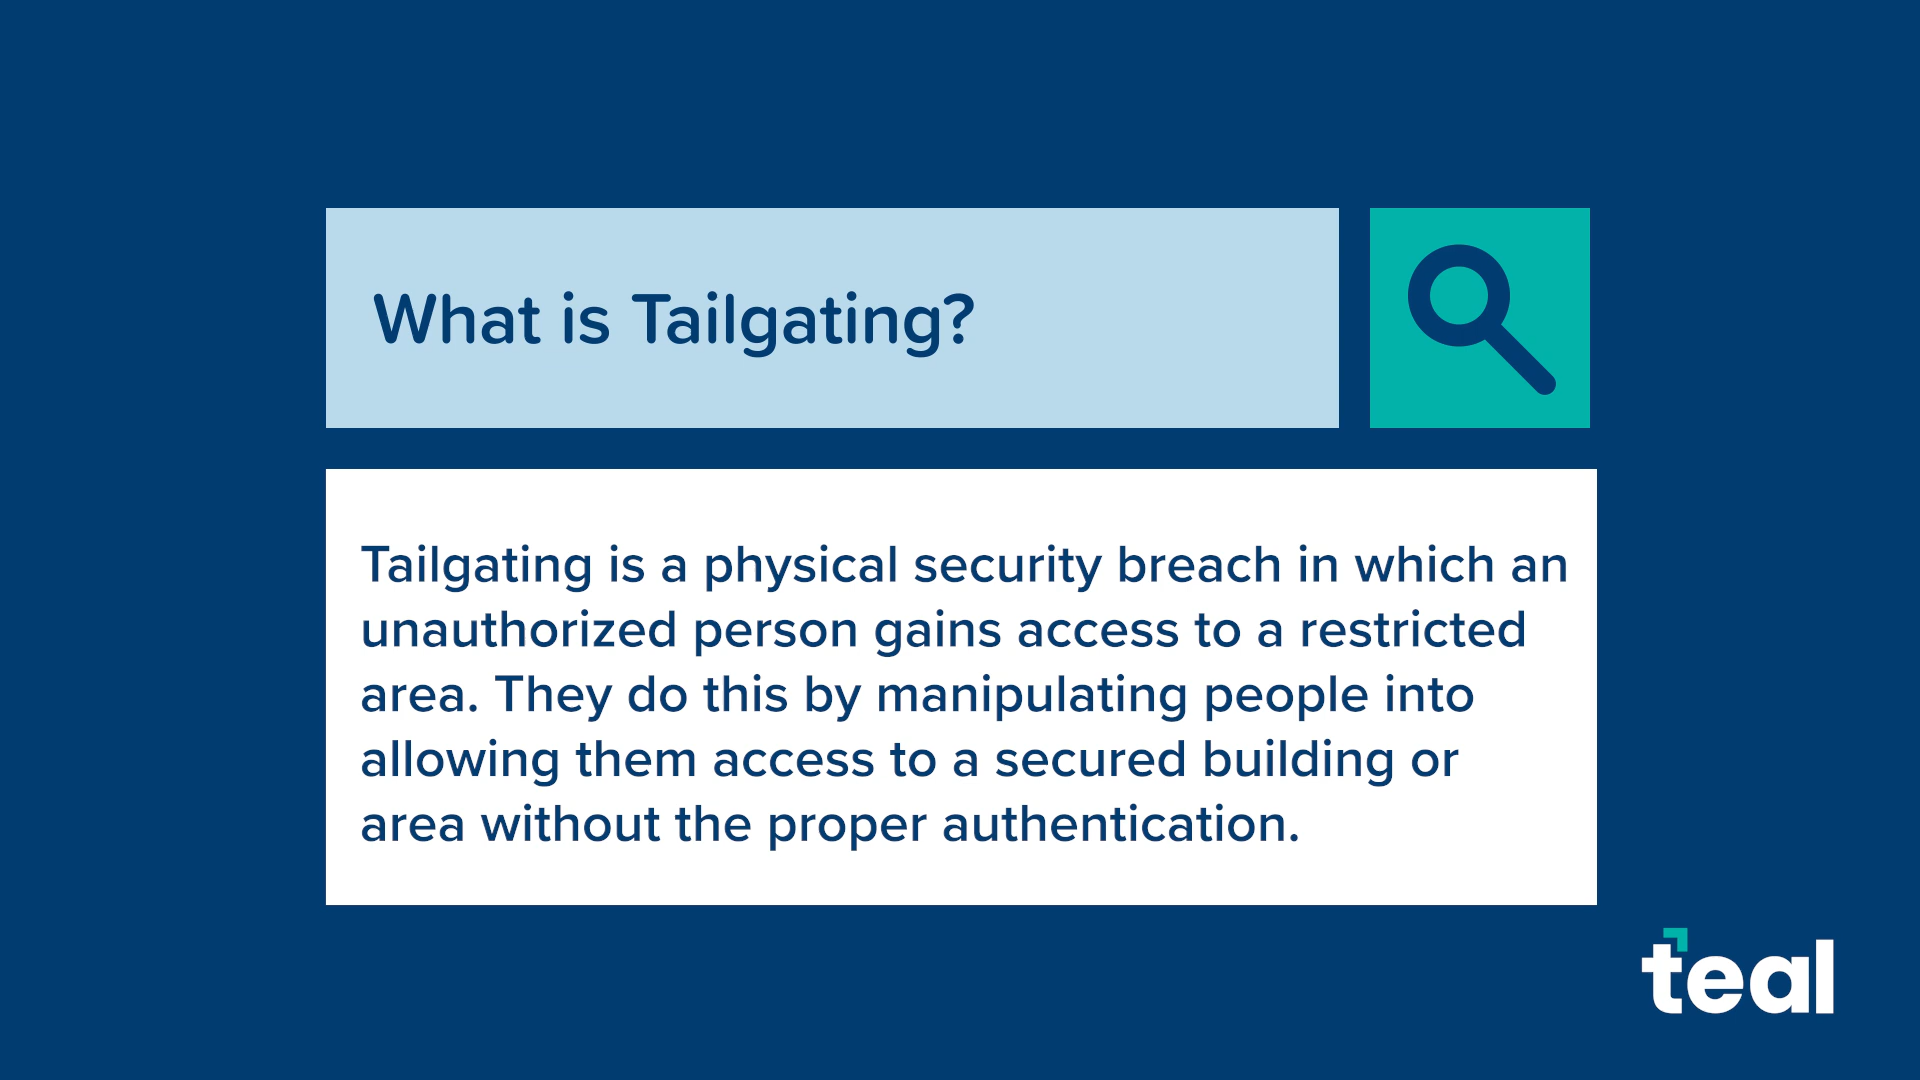 What is Tailgating?
Tailgating is a physical security breach in which an
unauthorized person gains access to a restricted
area. They do this by manipulating people into
allowing them access to a secured building or
area without the proper authentication.
teal